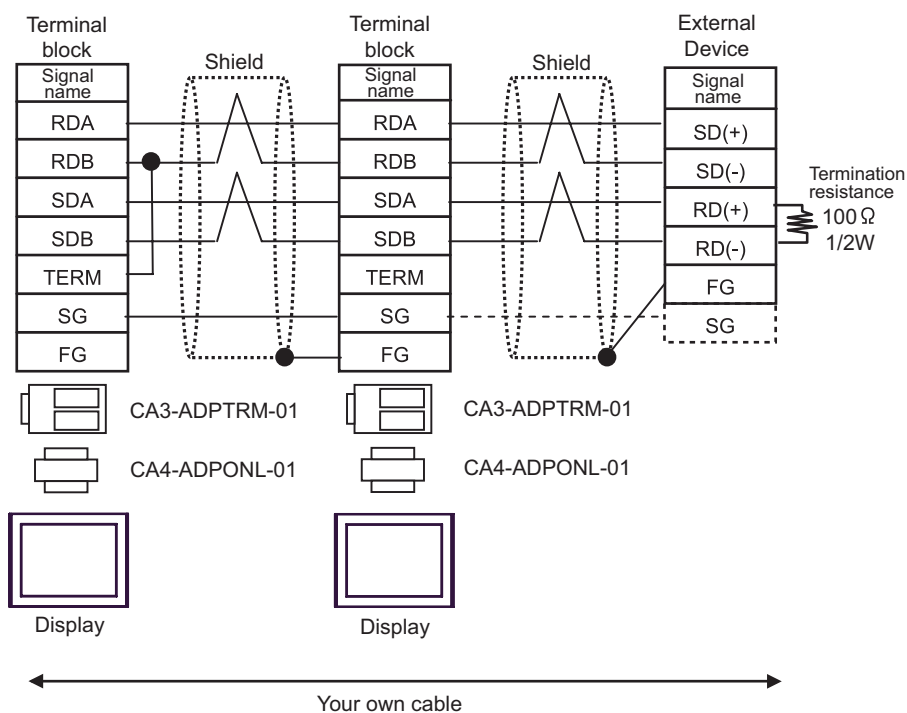 Terminal
block
Signal
name
RDA
RDB
SDA
SDB
TERM
SG
FG
Shield
Terminal
block
Signal
name
RDA
RDB
SDA
SDB
TERM
SG
FG
Shield
External
Device
Signal
name
SD(+)
SD(-)
RD(+)
RD(-)
FG
SG
Termination
resistance
100 Ω
1/2W
CA3-ADPTRM-01
CA3-ADPTRM-01
CA4-ADPONL-01
CA4-ADPONL-01
Display
Display
Your own cable